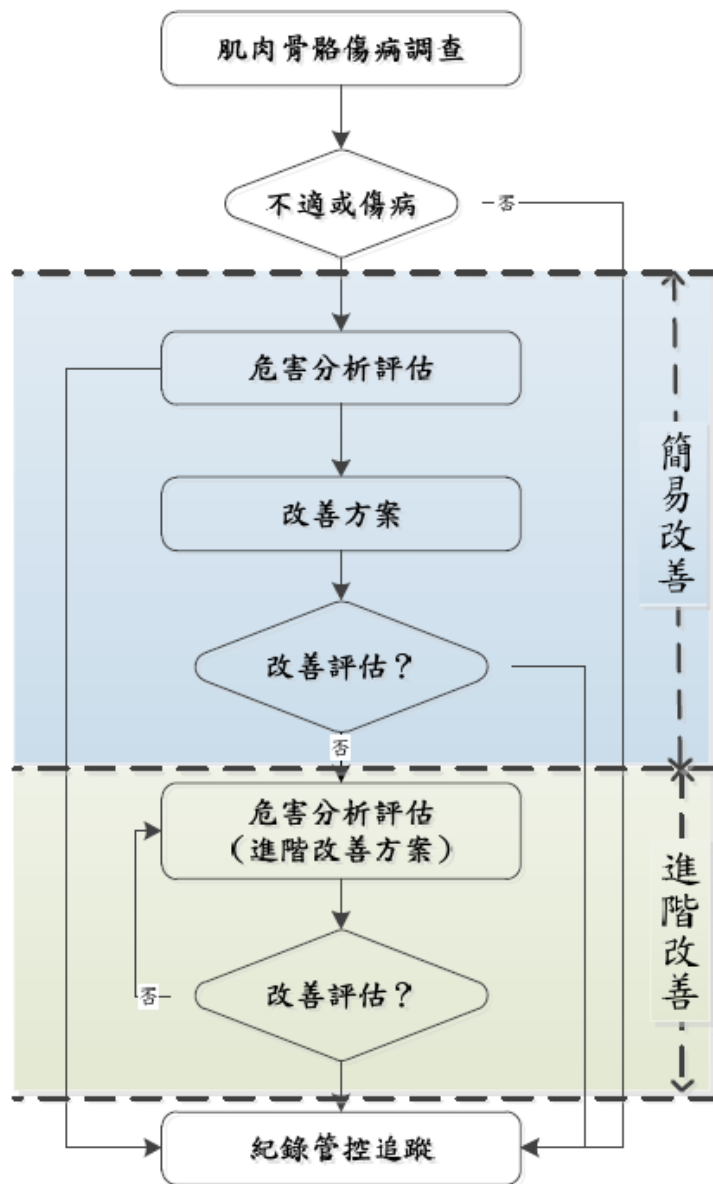 肌肉骨骼傷病調查
不適或傷病
否
危害分析評估
簡易改善
改善方案
改善評估？
否
危害分析評估
（進階改善方案）
進階改善
改善評估？
否
紀錄管控追蹤